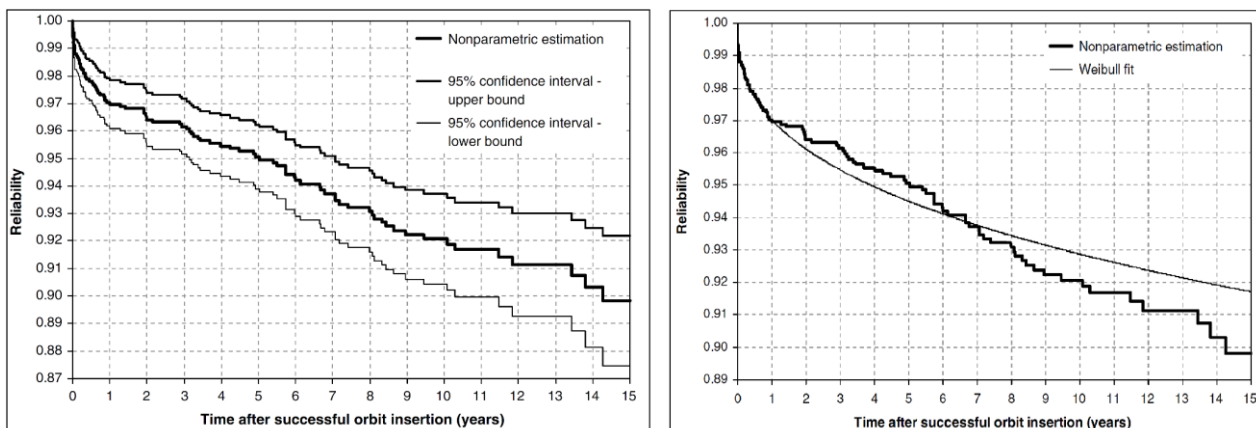 1.00
0.99
0.98
0.97
0.96
0.95
0.94
0.93
0.92
0.91
0.90
0.89
0.88
0.87
Reliability
Nonparametric estimation
95% confidence interval -
upper bound
95% confidence interval -
lower bound
0 1 2 3 4 5 6 7 8 9 10 11 12 13 14 15
Time after successful orbit insertion (years)
1.00
0.99
0.98
0.97
0.96
0.95
0.94
0.93
0.92
0.91
0.90
0.89
Reliability
Nonparametric estimation
Weibull fit
0 1 2 3 4 5 6 7 8 9 10 11 12 13 14 15
Time after successful orbit insertion (years)